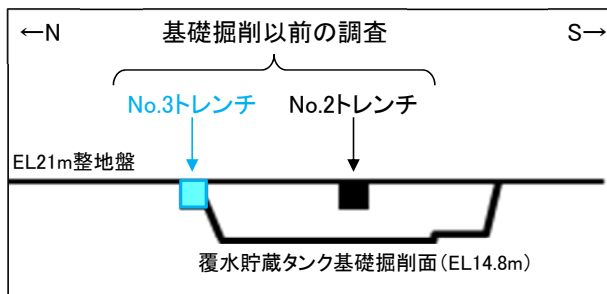 ←N
基礎掘削以前の調査
S→
No.3トレンチ
No.2トレンチ
EL21m整地盤
覆水貯蔵タンク基礎掘削面(EL14.8m)